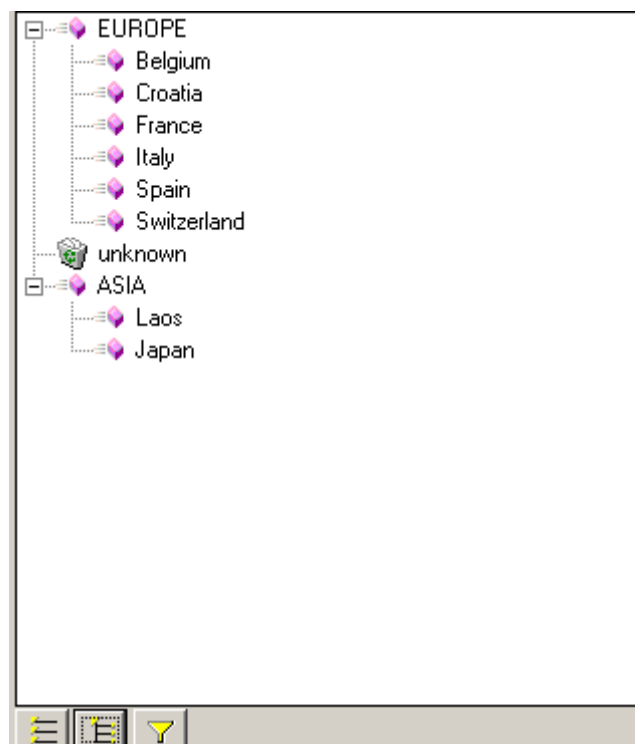 EUROPE
Belgium
Croatia
France
Italy
Spain
Switzerland
unknown
ASIA
Laos
Japan